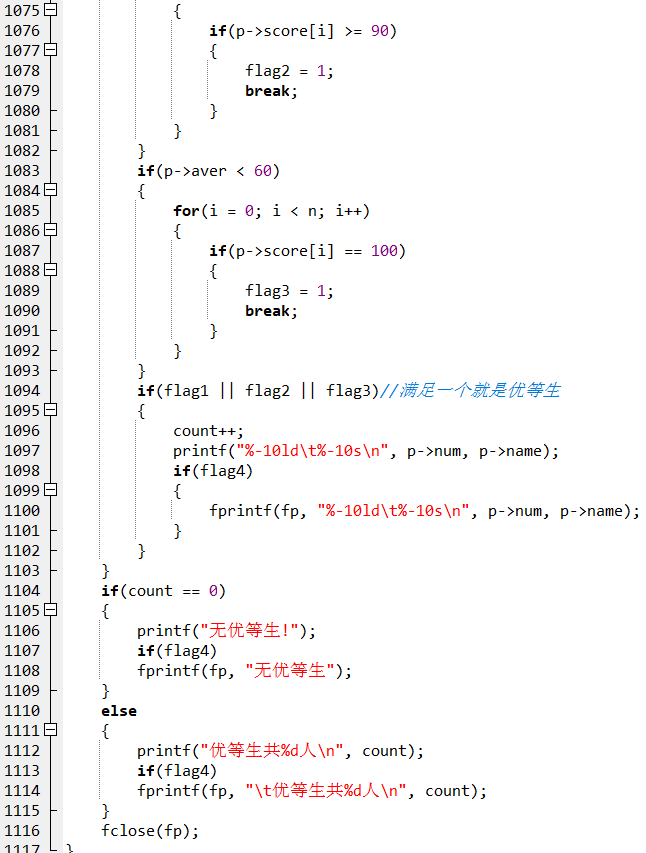 1075 {
1076 if(p->score[i] >= 90)
1077 {
1078 flag2 = 1;
1079 break;
1080 }
1081 }
1082 }
1083 if(p->aver < 60)
1084 {
1085 for(i = 0; i < n; i++)
1086 {
1087 if(p->score[i] == 100)
1088 {
1089 flag3 = 1;
1090 break;
1091 }
1092 }
1093 }
1094 if(flag1 || flag2 || flag3)//满足一个就是优等生
1095 {
1096 count++;
1097 printf("%-10ld\t%-10s\n", p->num, p->name);
1098 if(flag4)
1099 {
1100 fprintf(fp, "%-10ld\t%-10s\n", p->num, p->name);
1101 }
1102 }
1103 }
1104 if(count == 0)
1105 {
1106 printf("无优等生!");
1107 if(flag4)
1108 fprintf(fp, "无优等生");
1109 }
1110 else
1111 {
1112 printf("优等生共%d人\n", count);
1113 if(flag4)
1114 fprintf(fp, "\t优等生共%d人\n", count);
1115 }
1116 fclose(fp);
1117 }